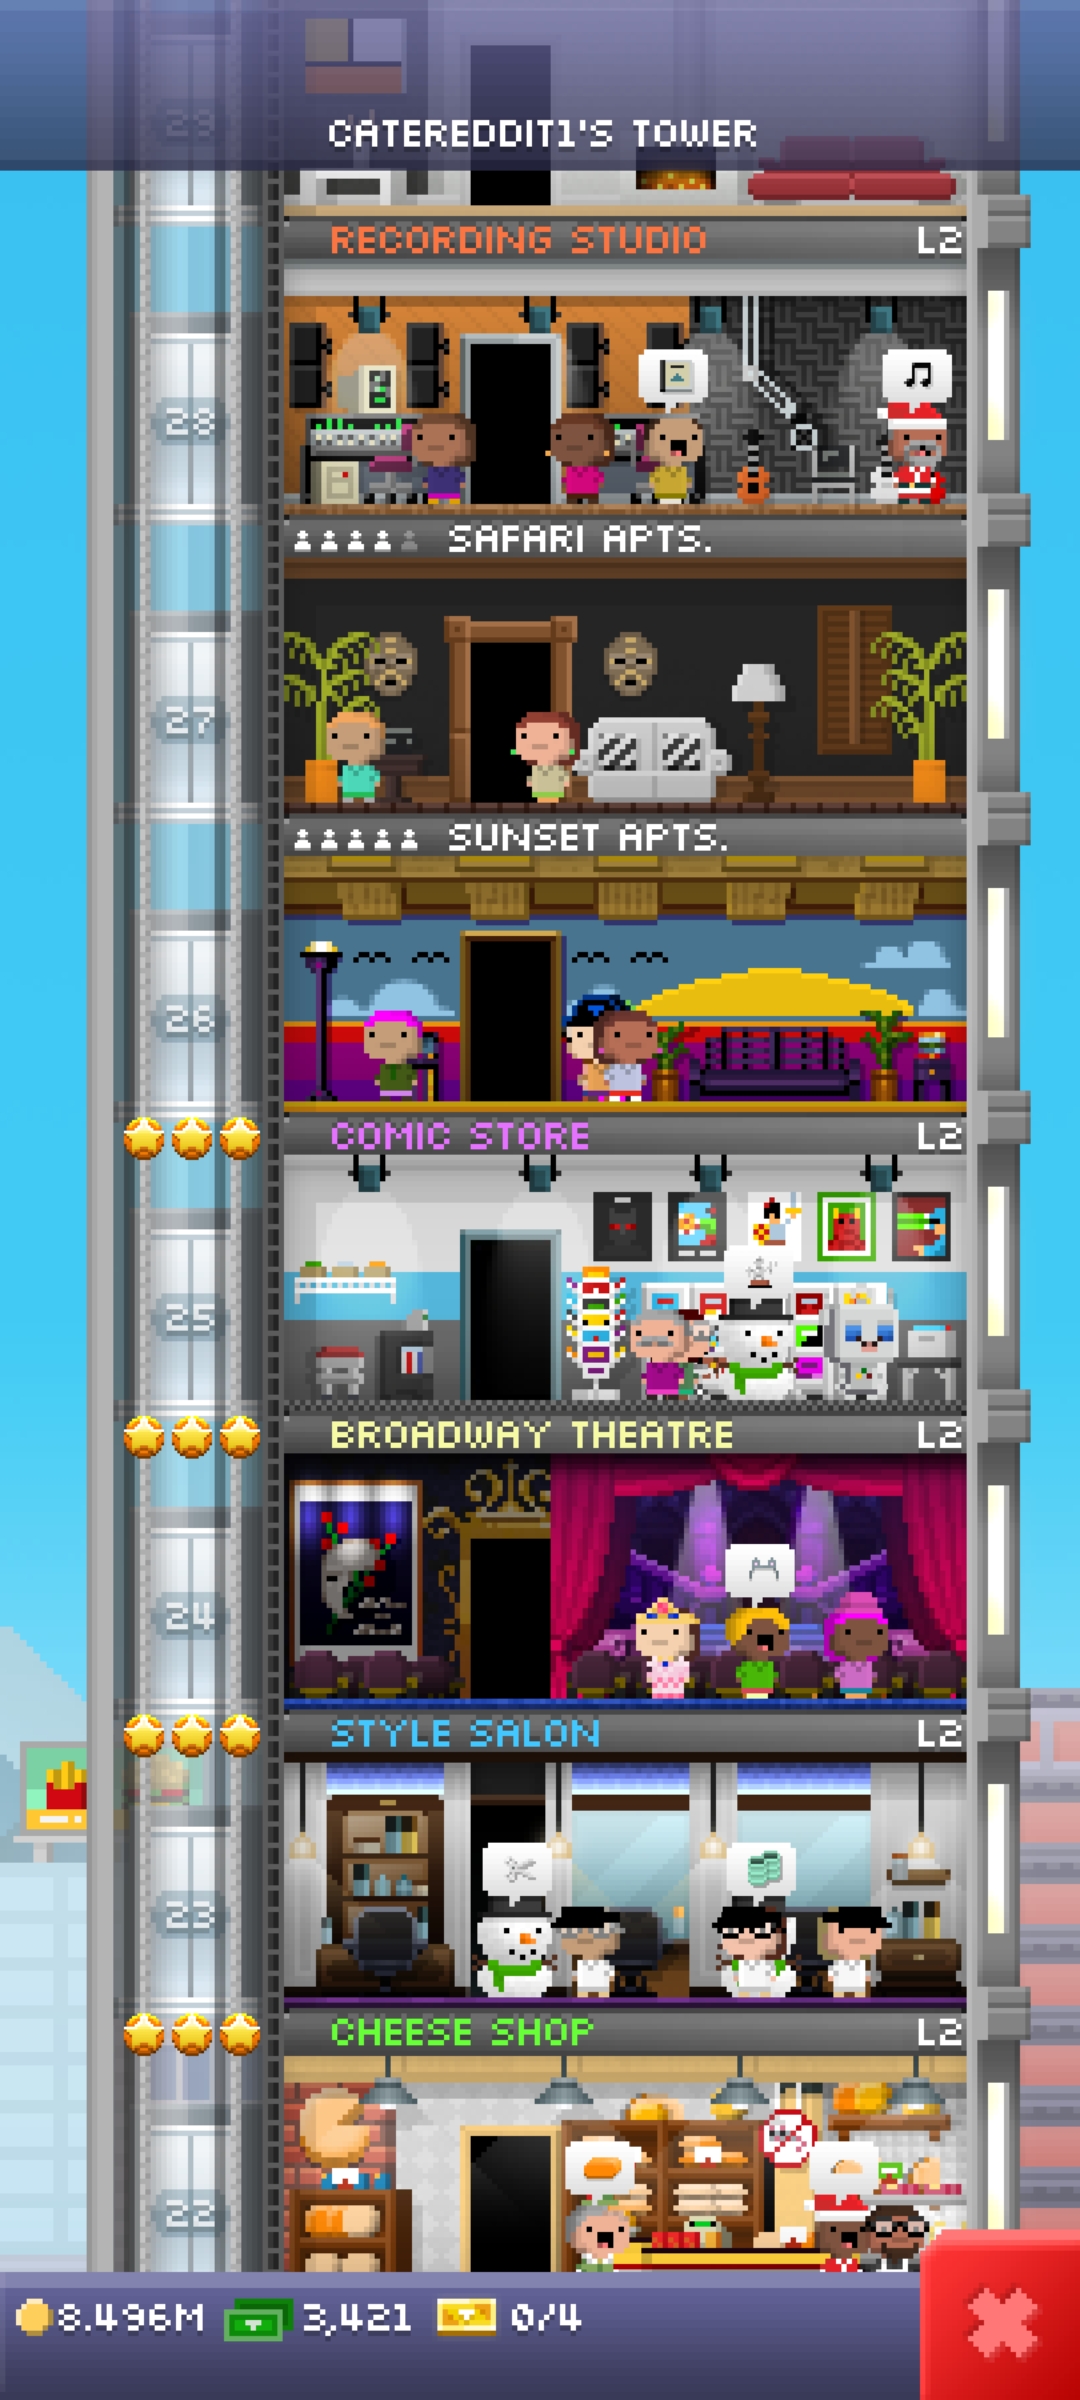 29
CATEREDDIT1'S TOWER
RECORDING STUDIO L2
28
SAFARI APTS.
27
SUNSET APTS.
26
COMIC STORE L2
25
BROADWAY THEATRE L2
24
STYLE SALON L2
23
CHEESE SHOP L2
22
8.496M 3,421 0/4